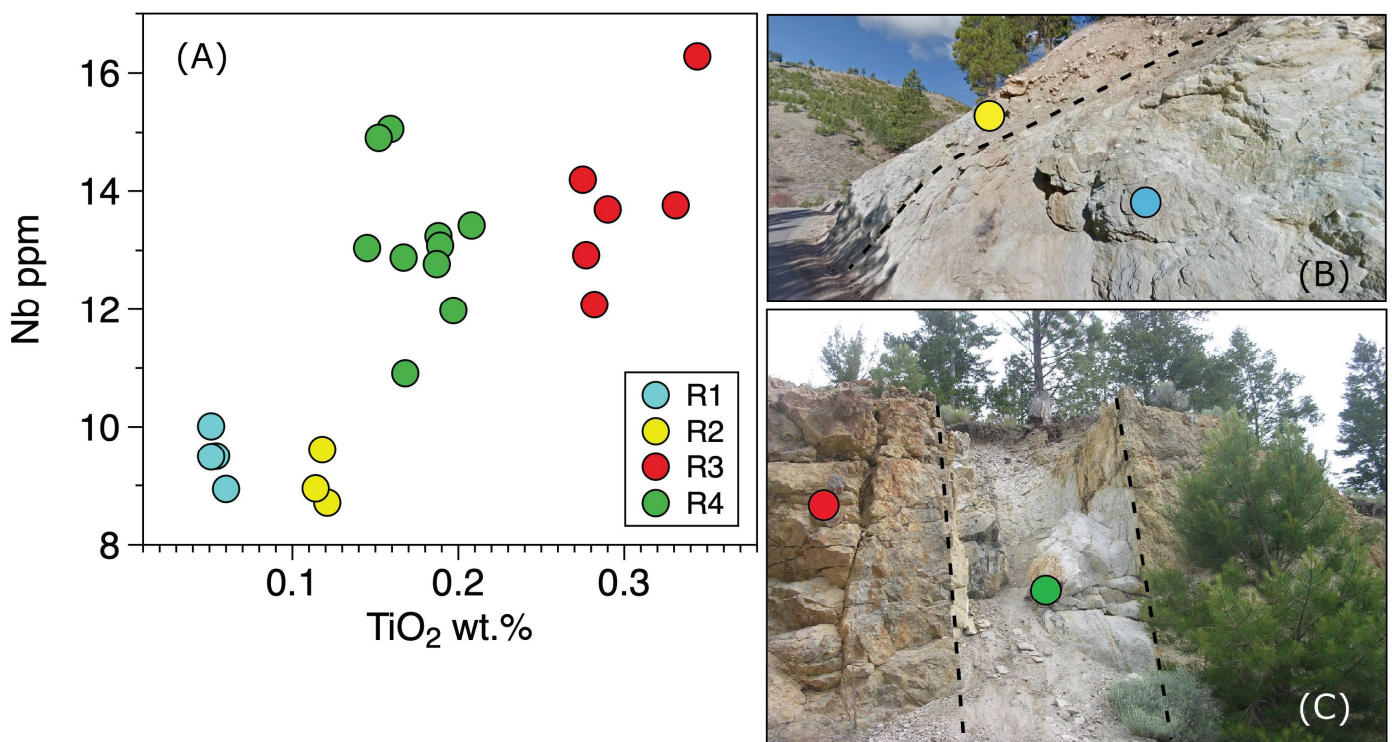 (A)
16
14
12
10
8
Nb ppm
0.1 0.2 0.3
TiO₂ wt.%
R1
R2
R3
R4
(B)
(C)